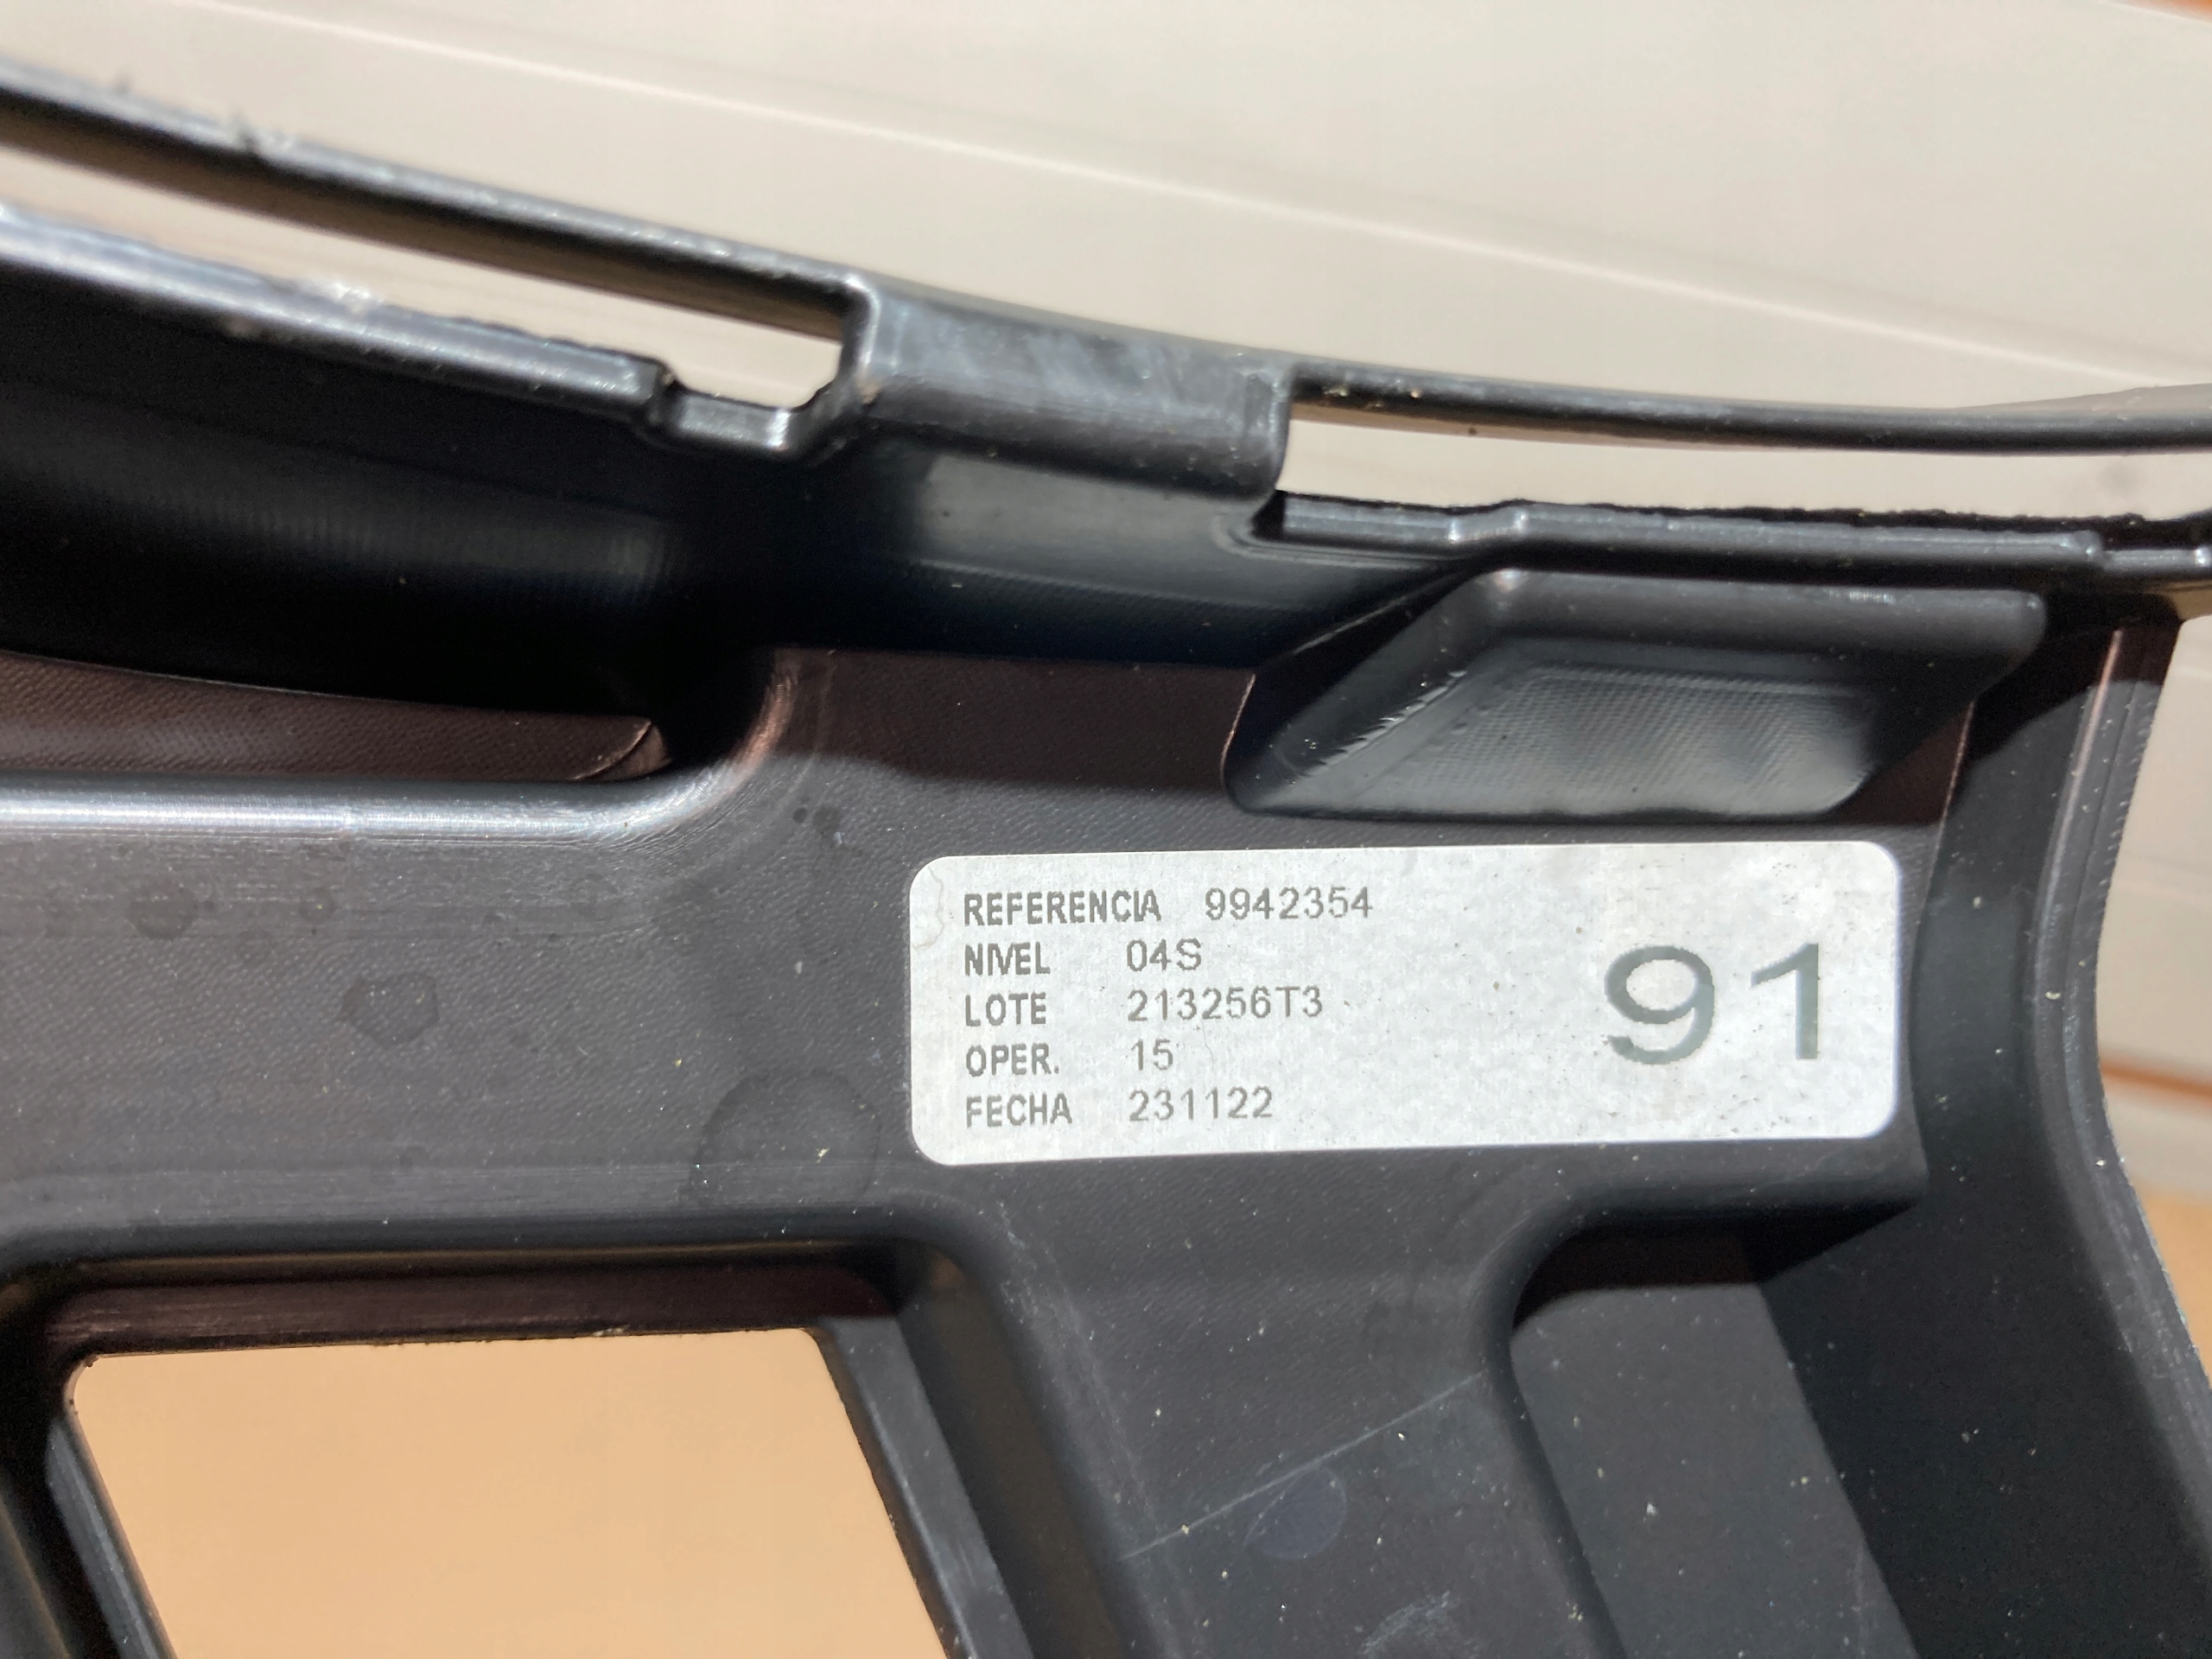 REFERENCIA 9942354
NIVEL 04S
LOTE 213256T3
OPER. 15
FECHA 231122
91